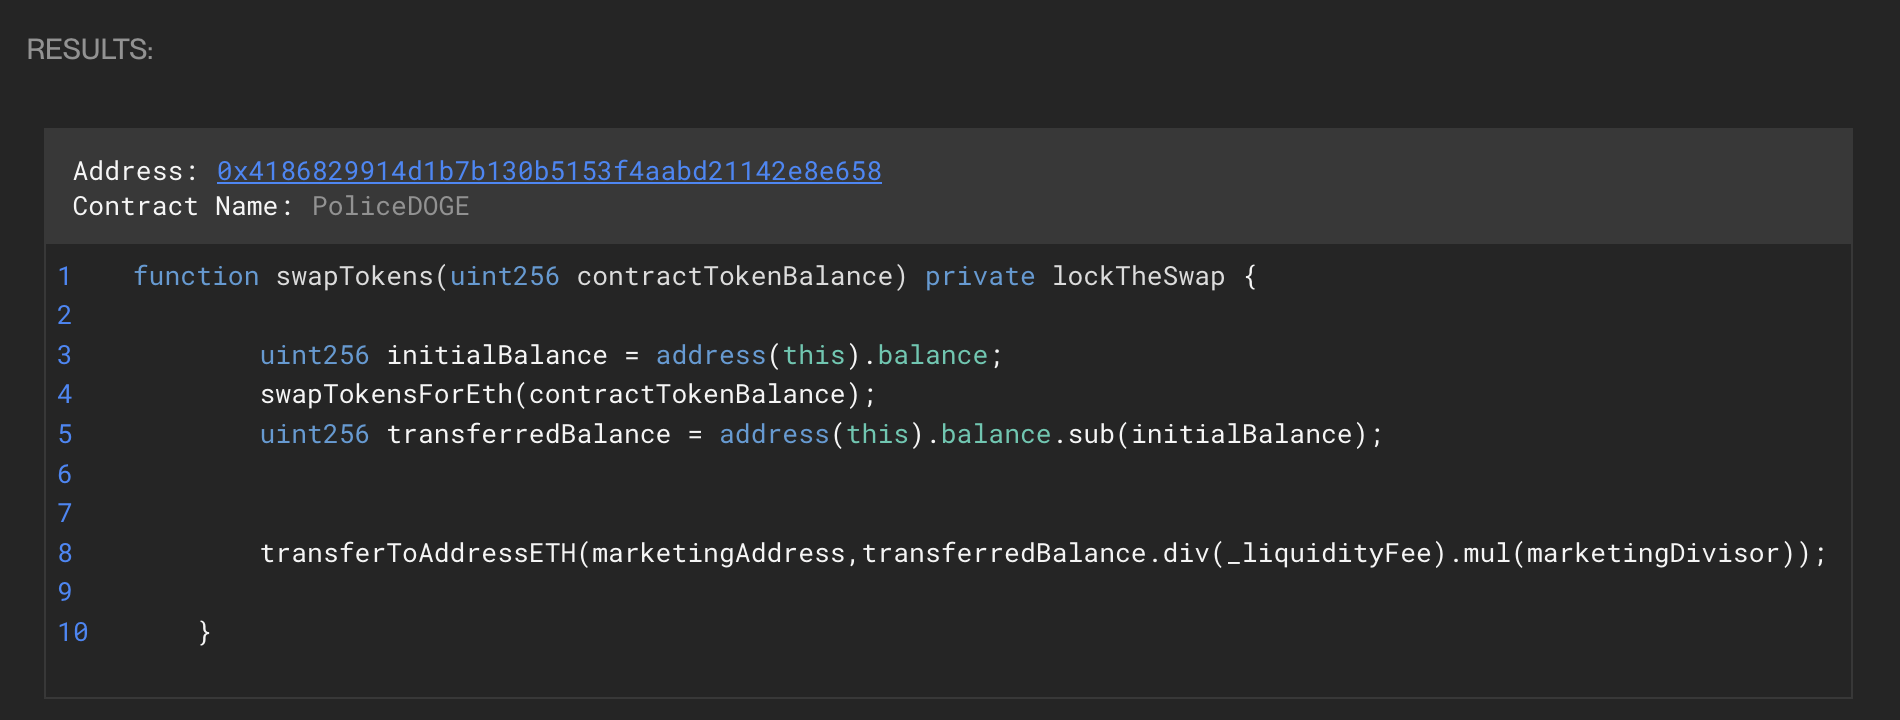 RESULTS:
Address: 0x4186829914d1b7b130b5153f4aabd21142e8e658
Contract Name: PoliceDOGE
1 function swapTokens(uint256 contractTokenBalance) private lockTheSwap {
2
3 uint256 initialBalance = address(this).balance;
4 swapTokensForEth(contractTokenBalance);
5 uint256 transferredBalance = address(this).balance.sub(initialBalance);
6
7
8 transferToAddressETH(marketingAddress,transferredBalance.div(_liquidityFee).mul(marketingDivisor));
9
10 }